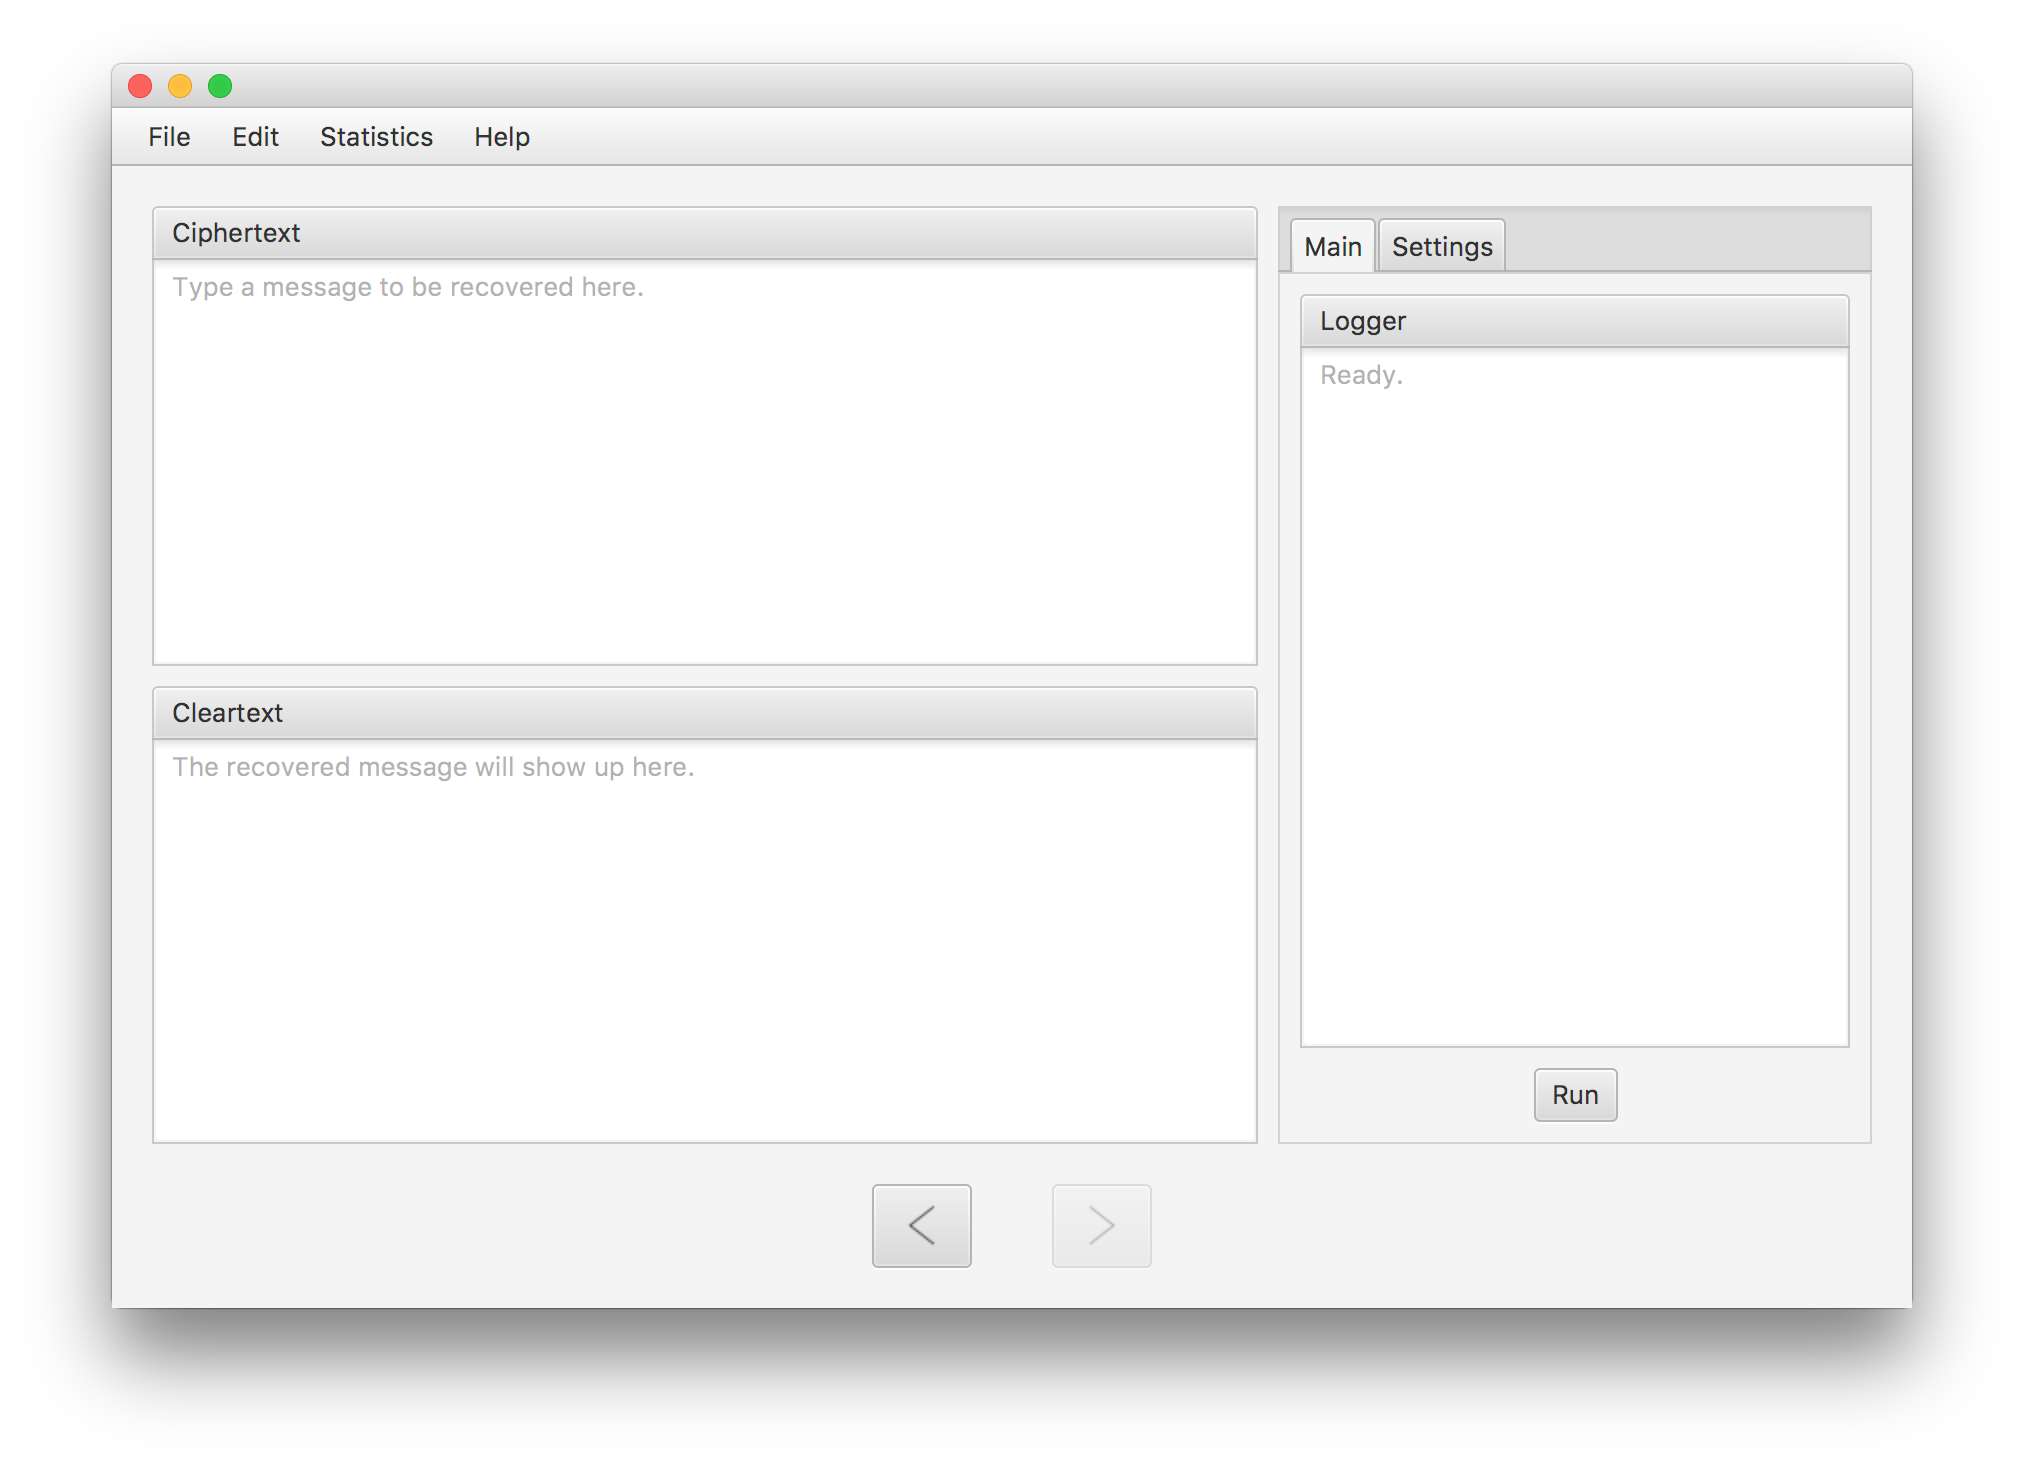 File Edit Statistics Help
Ciphertext
Type a message to be recovered here.
Cleartext
The recovered message will show up here.
Main Settings
Logger
Ready.
Run